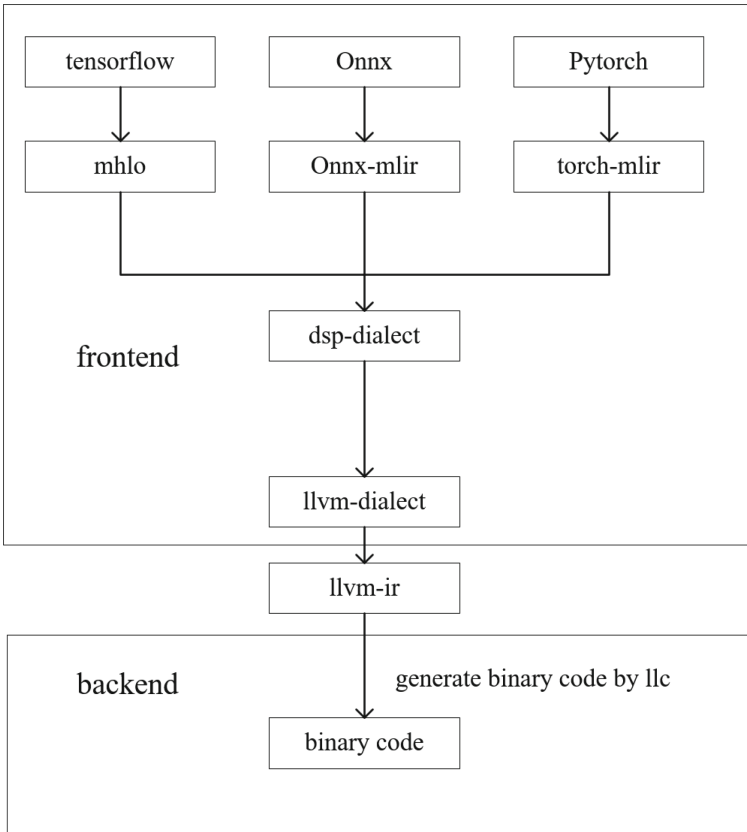 tensorflow
Onnx
Pytorch
mhlo
Onnx-mlir
torch-mlir
dsp-dialect
frontend
llvm-dialect
llvm-ir
backend
generate binary code by llc
binary code